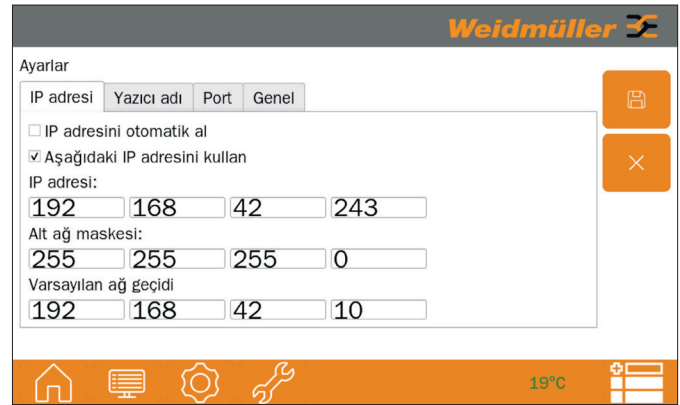 Weidmüller
Ayarlar
IP adresi Yazıcı adı Port Genel
IP adresini otomatik al
Aşağıdaki IP adresini kullan
IP adresi:
192 168 42 243
Alt ağ maskesi:
255 255 255 0
Varsayılan ağ geçidi
192 168 42 10
19°C